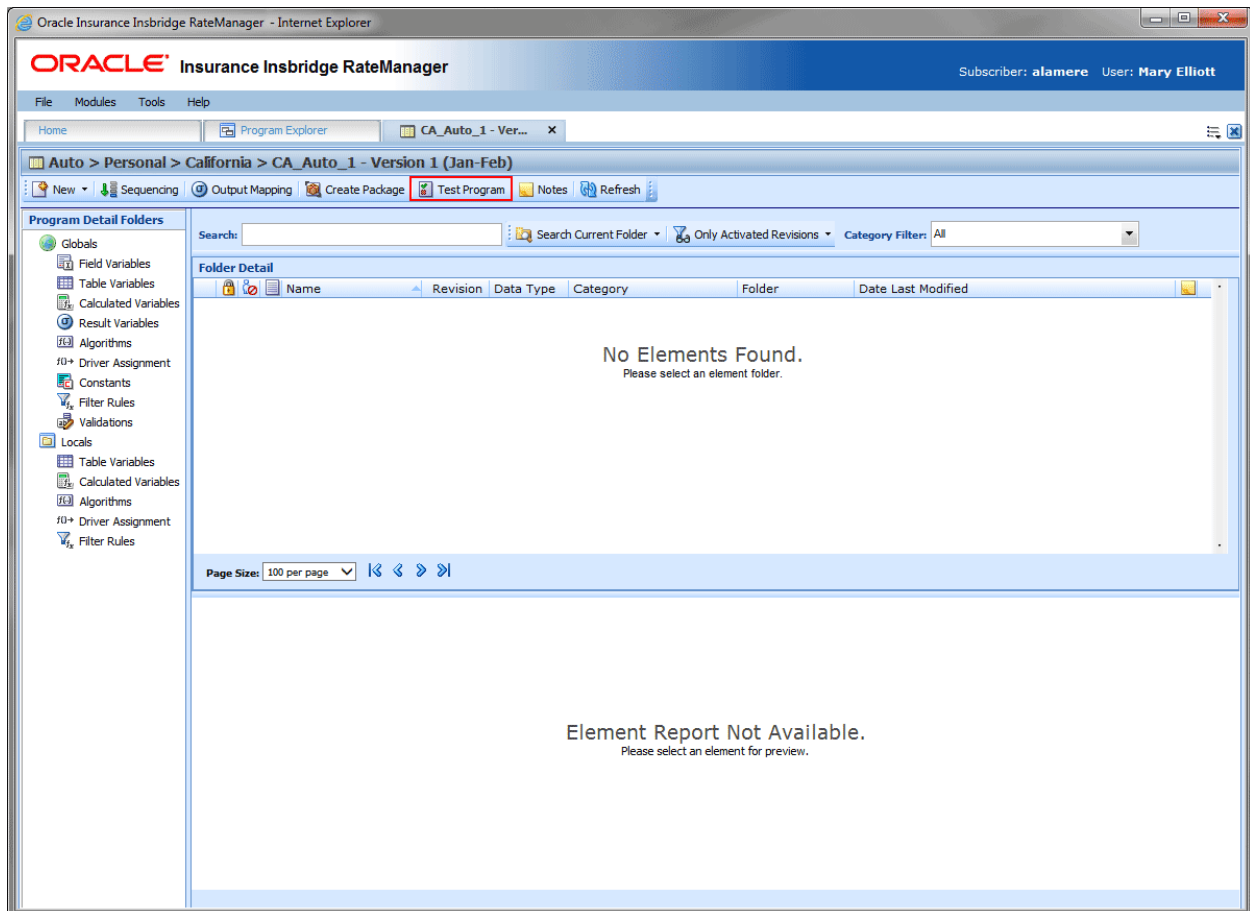 Oracle Insurance Insbridge RateManager - Internet Explorer
ORACLE® Insurance Insbridge RateManager
Subscriber: alamere User: Mary Elliott
File Modules Tools Help
Home Program Explorer CA_Auto_1 - Ver... X
Auto > Personal > California > CA_Auto_1 - Version 1 (Jan-Feb)
New Sequencing Output Mapping Create Package Test Program Notes Refresh
Program Detail Folders
Globals
Field Variables
Table Variables
Calculated Variables
Result Variables
Algorithms
Driver Assignment
Constants
Filter Rules
Validations
Locals
Table Variables
Calculated Variables
Algorithms
Driver Assignment
Filter Rules
Search: Search Current Folder Only Activated Revisions Category Filter: All
Folder Detail
Name Revision Data Type Category Folder Date Last Modified
No Elements Found.
Please select an element folder.
Page Size: 100 per page
Element Report Not Available.
Please select an element for preview.